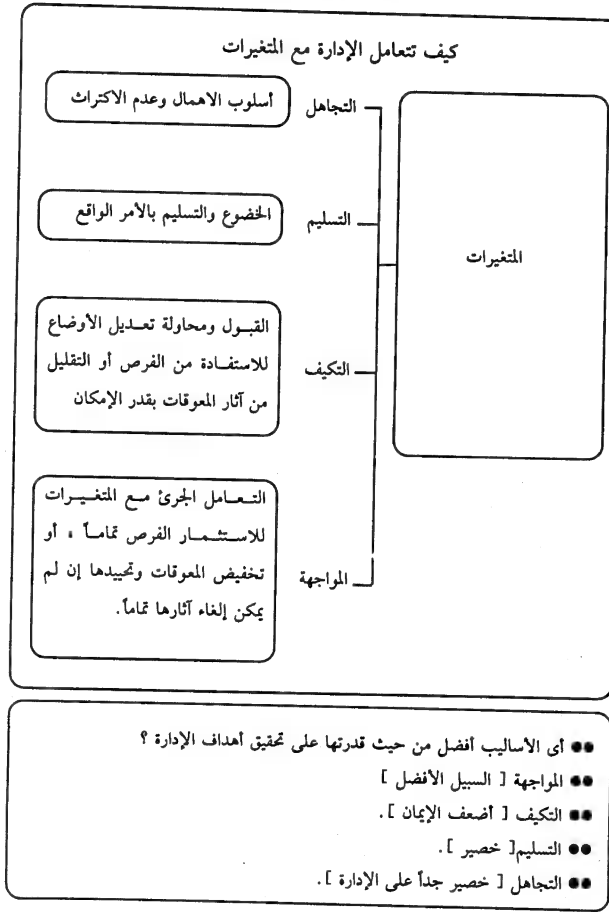 كيف تتعامل الإدارة مع المتغيرات
المتغيرات
التجاهل
أسلوب الاهمال وعدم الاكتراث
التسليم
الخضوع والتسليم بالأمر الواقع
التكيف
القبول ومحاولة تعديل الأوضاع
للاستفادة من الفرص أو التقليل
من آثار المعوقات بقدر الإمكان
المواجهة
التعامل الجرئ مع المتغيرات
للاستثمار الفرص تماماً ، أو
تخفيض المعوقات وتحييدها إن لم
يمكن إلغاء آثارها تماماً.
●● أى الأساليب أفضل من حيث قدرتها على تحقيق أهداف الإدارة ؟
●● المواجهة [ السبيل الأفضل ]
●● التكيف [ أضعف الإيمان ].
●● التسليم[ خصير ].
●● التجاهل [ خصير جداً على الإدارة ].